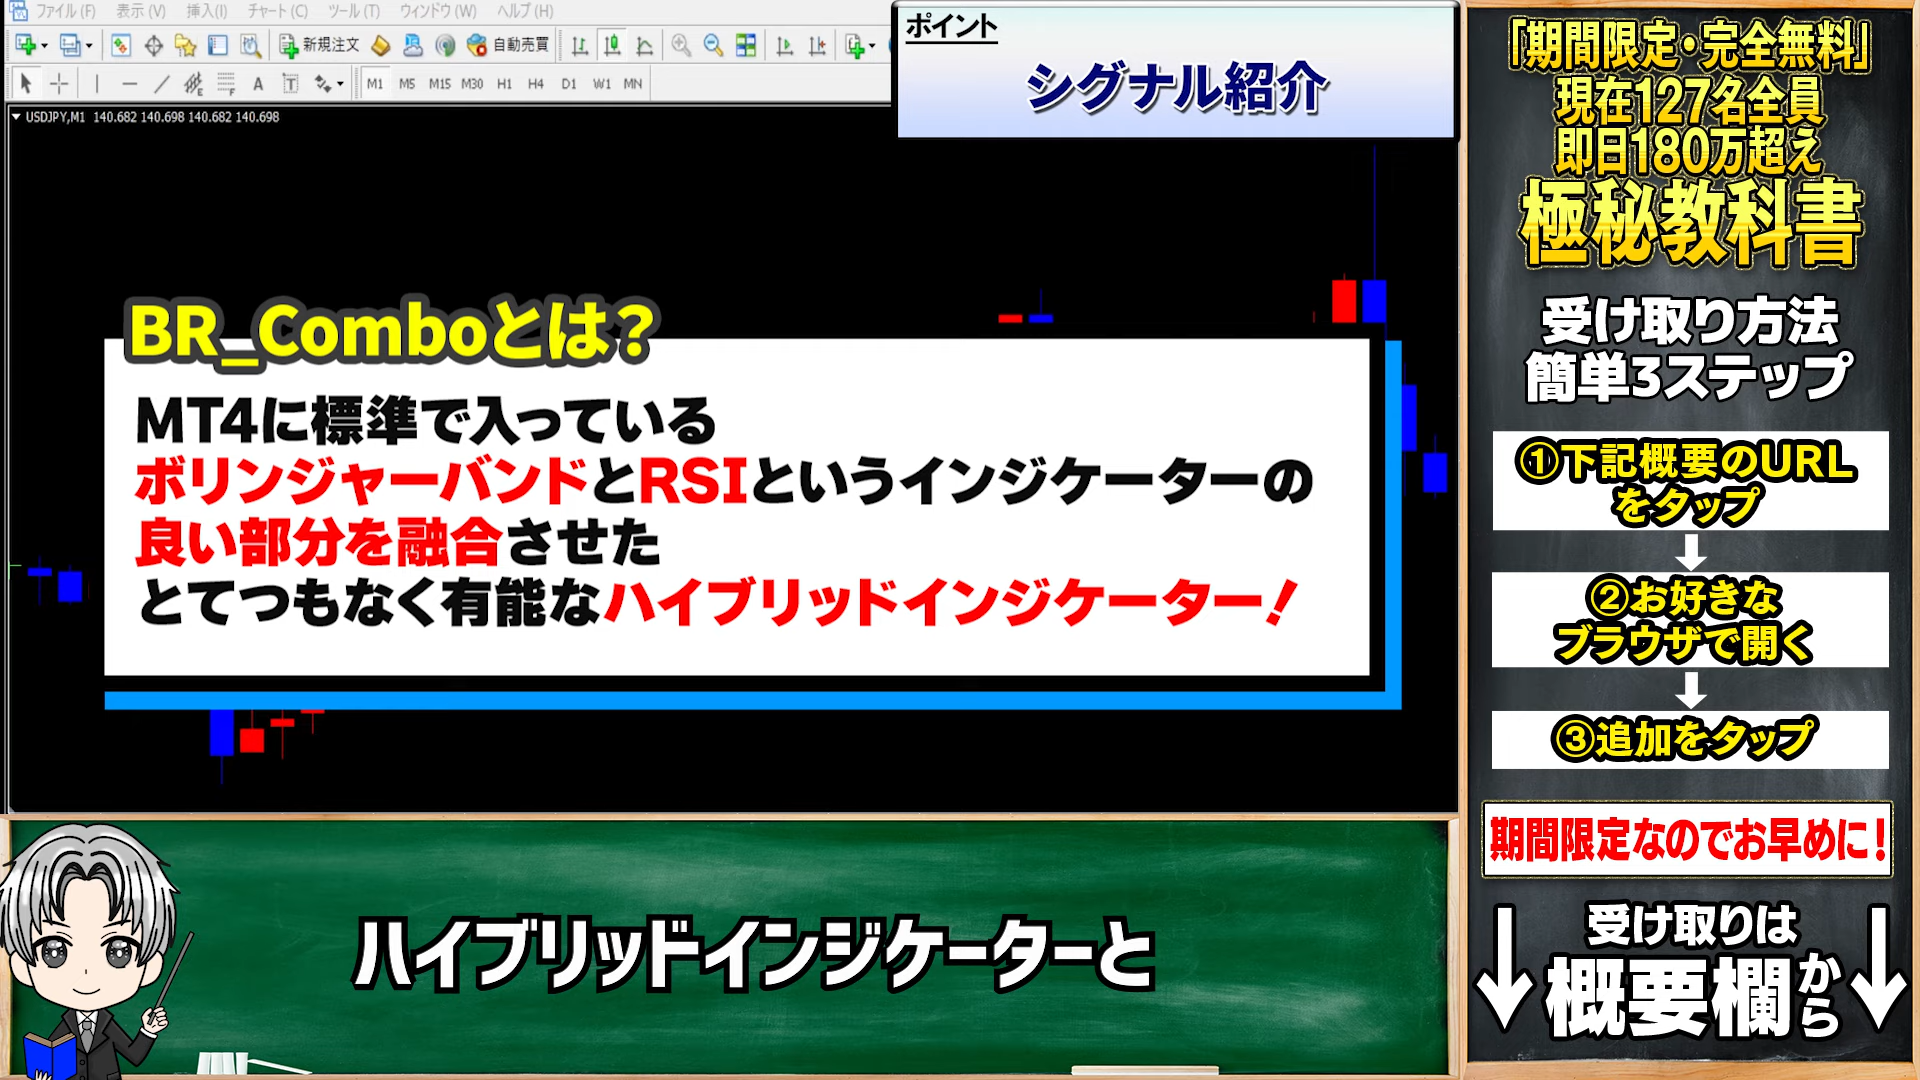 ファイル (F) 表示 (V) 挿入(I) チャート (C) ツール (T) ウィンドウ (W) ヘルプ (H)
新規注文 自動売買
A T M1 M5 M15 M30 H1 H4 D1 W1 MN
USDJPY,M1 140.682 140.698 140.682 140.698
ポイント
シグナル紹介
BR_Comboとは？
MT4に標準で入っている
ボリンジャーバンドとRSIというインジケーターの
良い部分を融合させた
とてつもなく有能なハイブリッドインジケーター！
ハイブリッドインジケーターと
「期間限定・完全無料」
現在127名全員
即日180万超え
極秘教科書
受け取り方法
簡単3ステップ
①下記概要のURL
をタップ
②お好きな
ブラウザで開く
③追加をタップ
期間限定なのでお早めに！
受け取りは
概要欄から